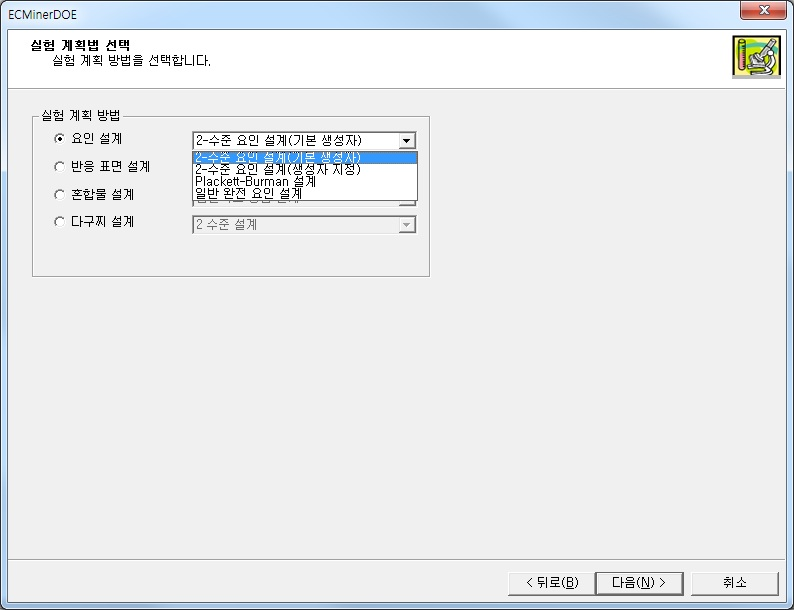 ECMinerDOE
실험 계획법 선택
실험 계획 방법을 선택합니다.
실험 계획 방법
요인 설계
2-수준 요인 설계(기본 생성자)
2-수준 요인 설계(기본 생성자)
반응 표면 설계
2-수준 요인 설계(생성자 지정)
Plackett-Burman 설계
혼합물 설계
일반 완전 요인 설계
다구찌 설계
2 수준 설계
< 뒤로(B)
다음(N) >
취소